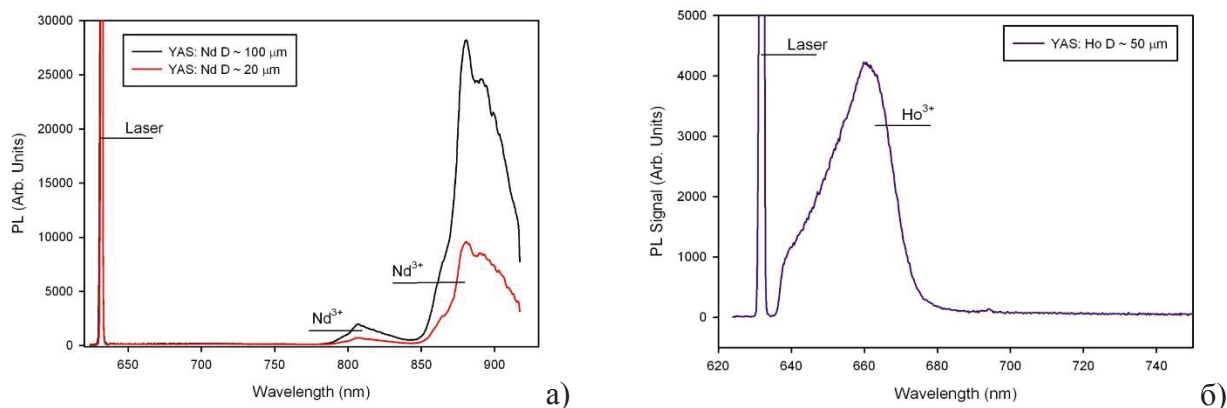 30000
25000
20000
15000
10000
5000
0
PL (Arb. Units)
YAS: Nd D ~ 100 μm
YAS: Nd D ~ 20 μm
Laser
Nd³⁺
Nd³⁺
650 700 750 800 850 900
Wavelength (nm)
а)
5000
4000
3000
2000
1000
0
PL Signal (Arb. Units)
YAS: Ho D ~ 50 μm
Laser
Ho³⁺
620 640 660 680 700 720 740
Wavelength (nm)
б)